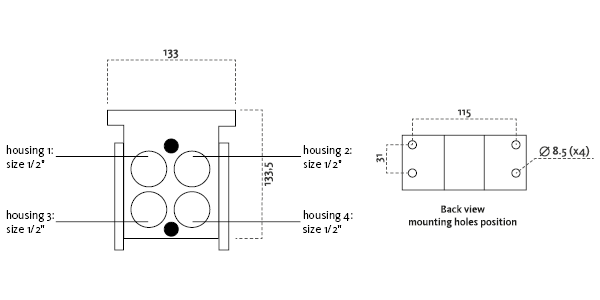 133
housing 1:
size 1/2"
housing 2:
size 1/2"
133,5
housing 3:
size 1/2"
housing 4:
size 1/2"
115
31
Ø 8.5 (x4)
Back view
mounting holes position